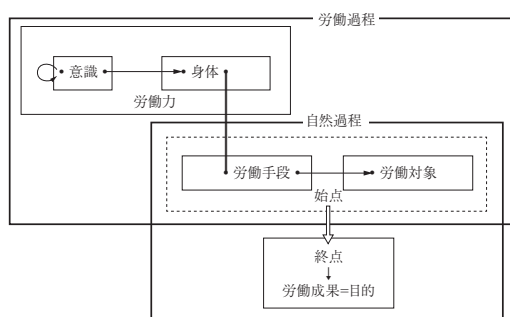 労働過程
意識
身体
労働力
自然過程
労働手段
労働対象
始点
終点
労働成果=目的